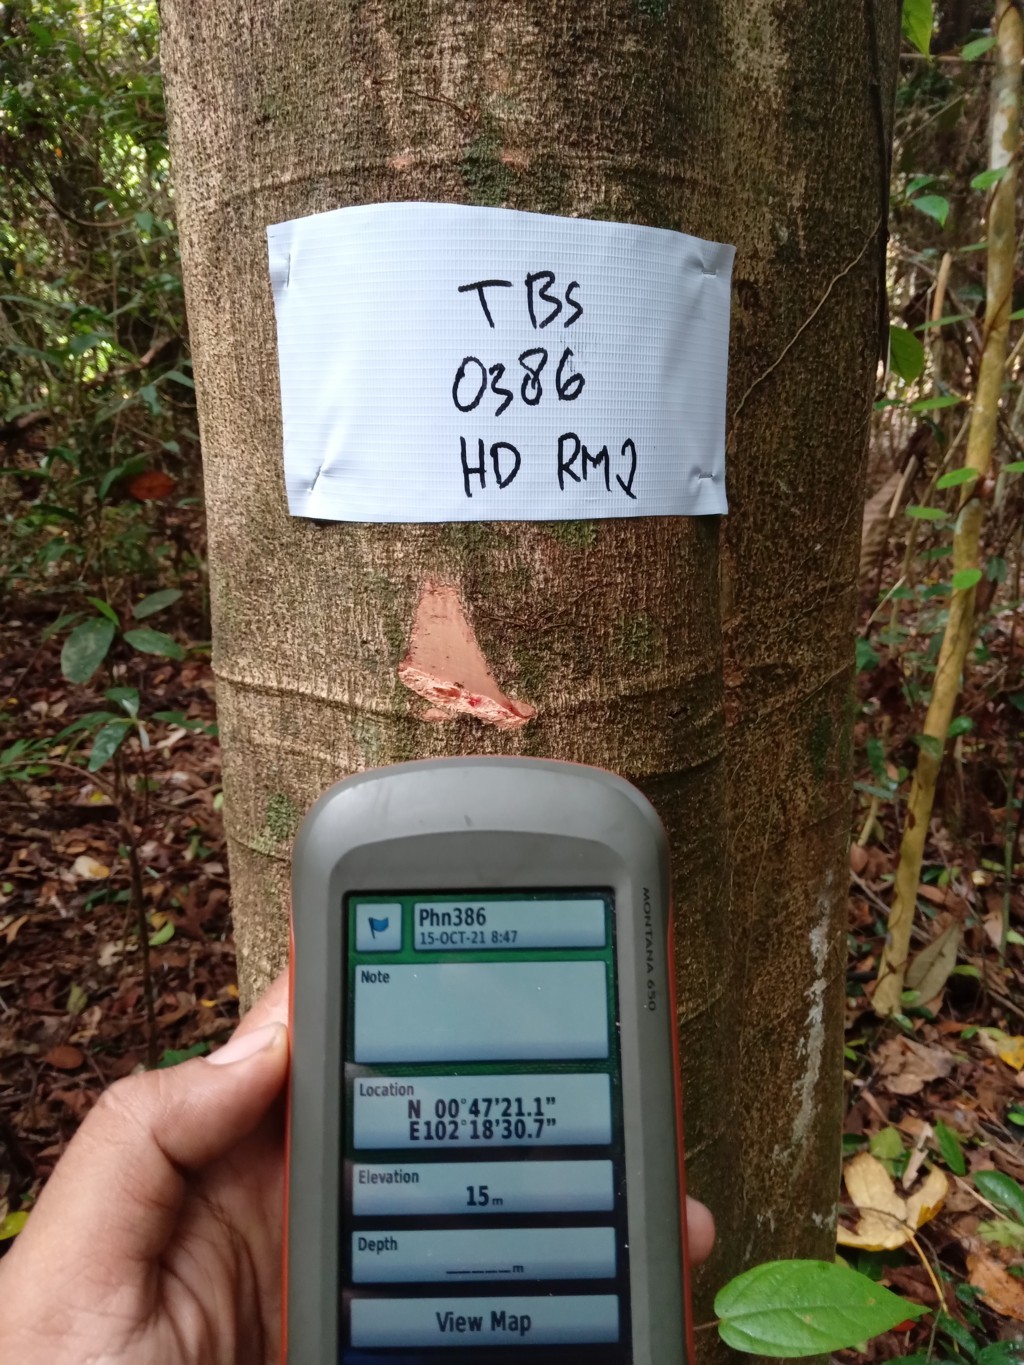 TBS
0386
HD RM2
MONTANA 650
Phn386
15-OCT-21 8:47
Note
Location
N 00°47'21.1"
E102°18'30.7"
Elevation
15m
Depth
_____m
View Map